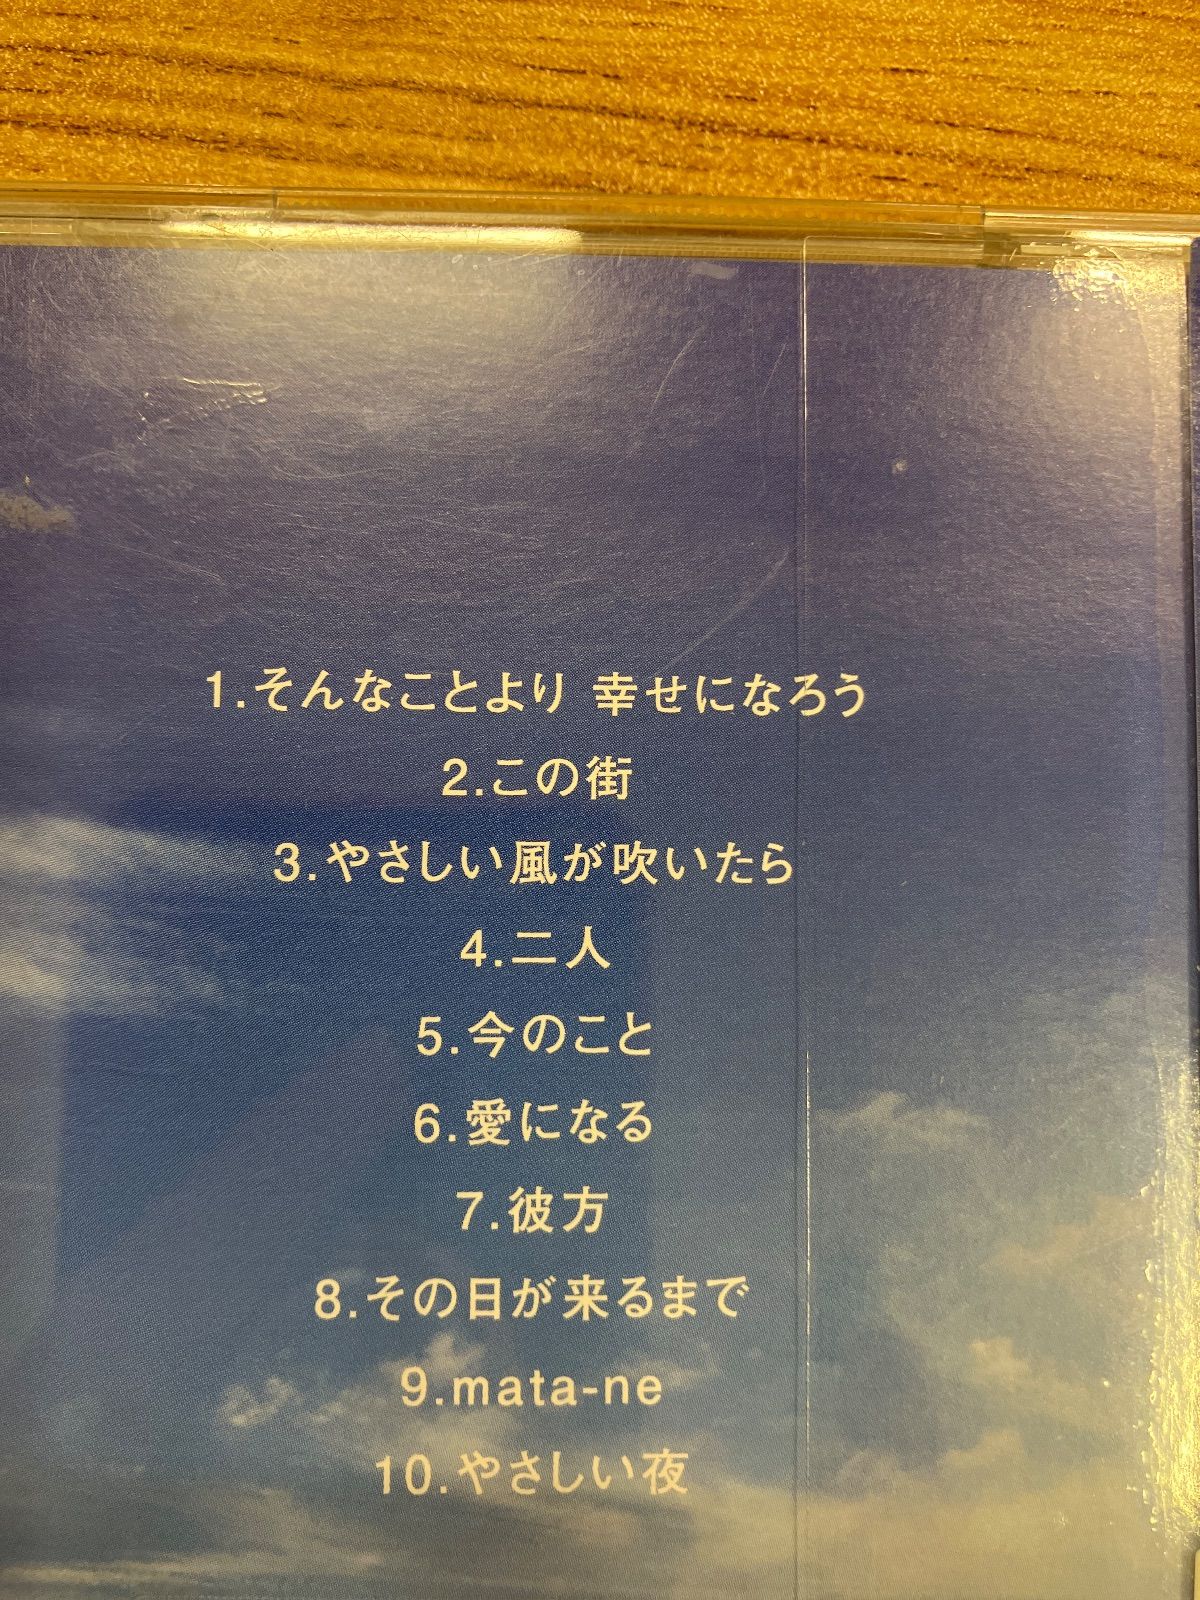 1.そんなことより 幸せになろう
2.この街
3.やさしい風が吹いたら
4.二人
5.今のこと
6.愛になる
7.彼方
8.その日が来るまで
9.mata-ne
10.やさしい夜